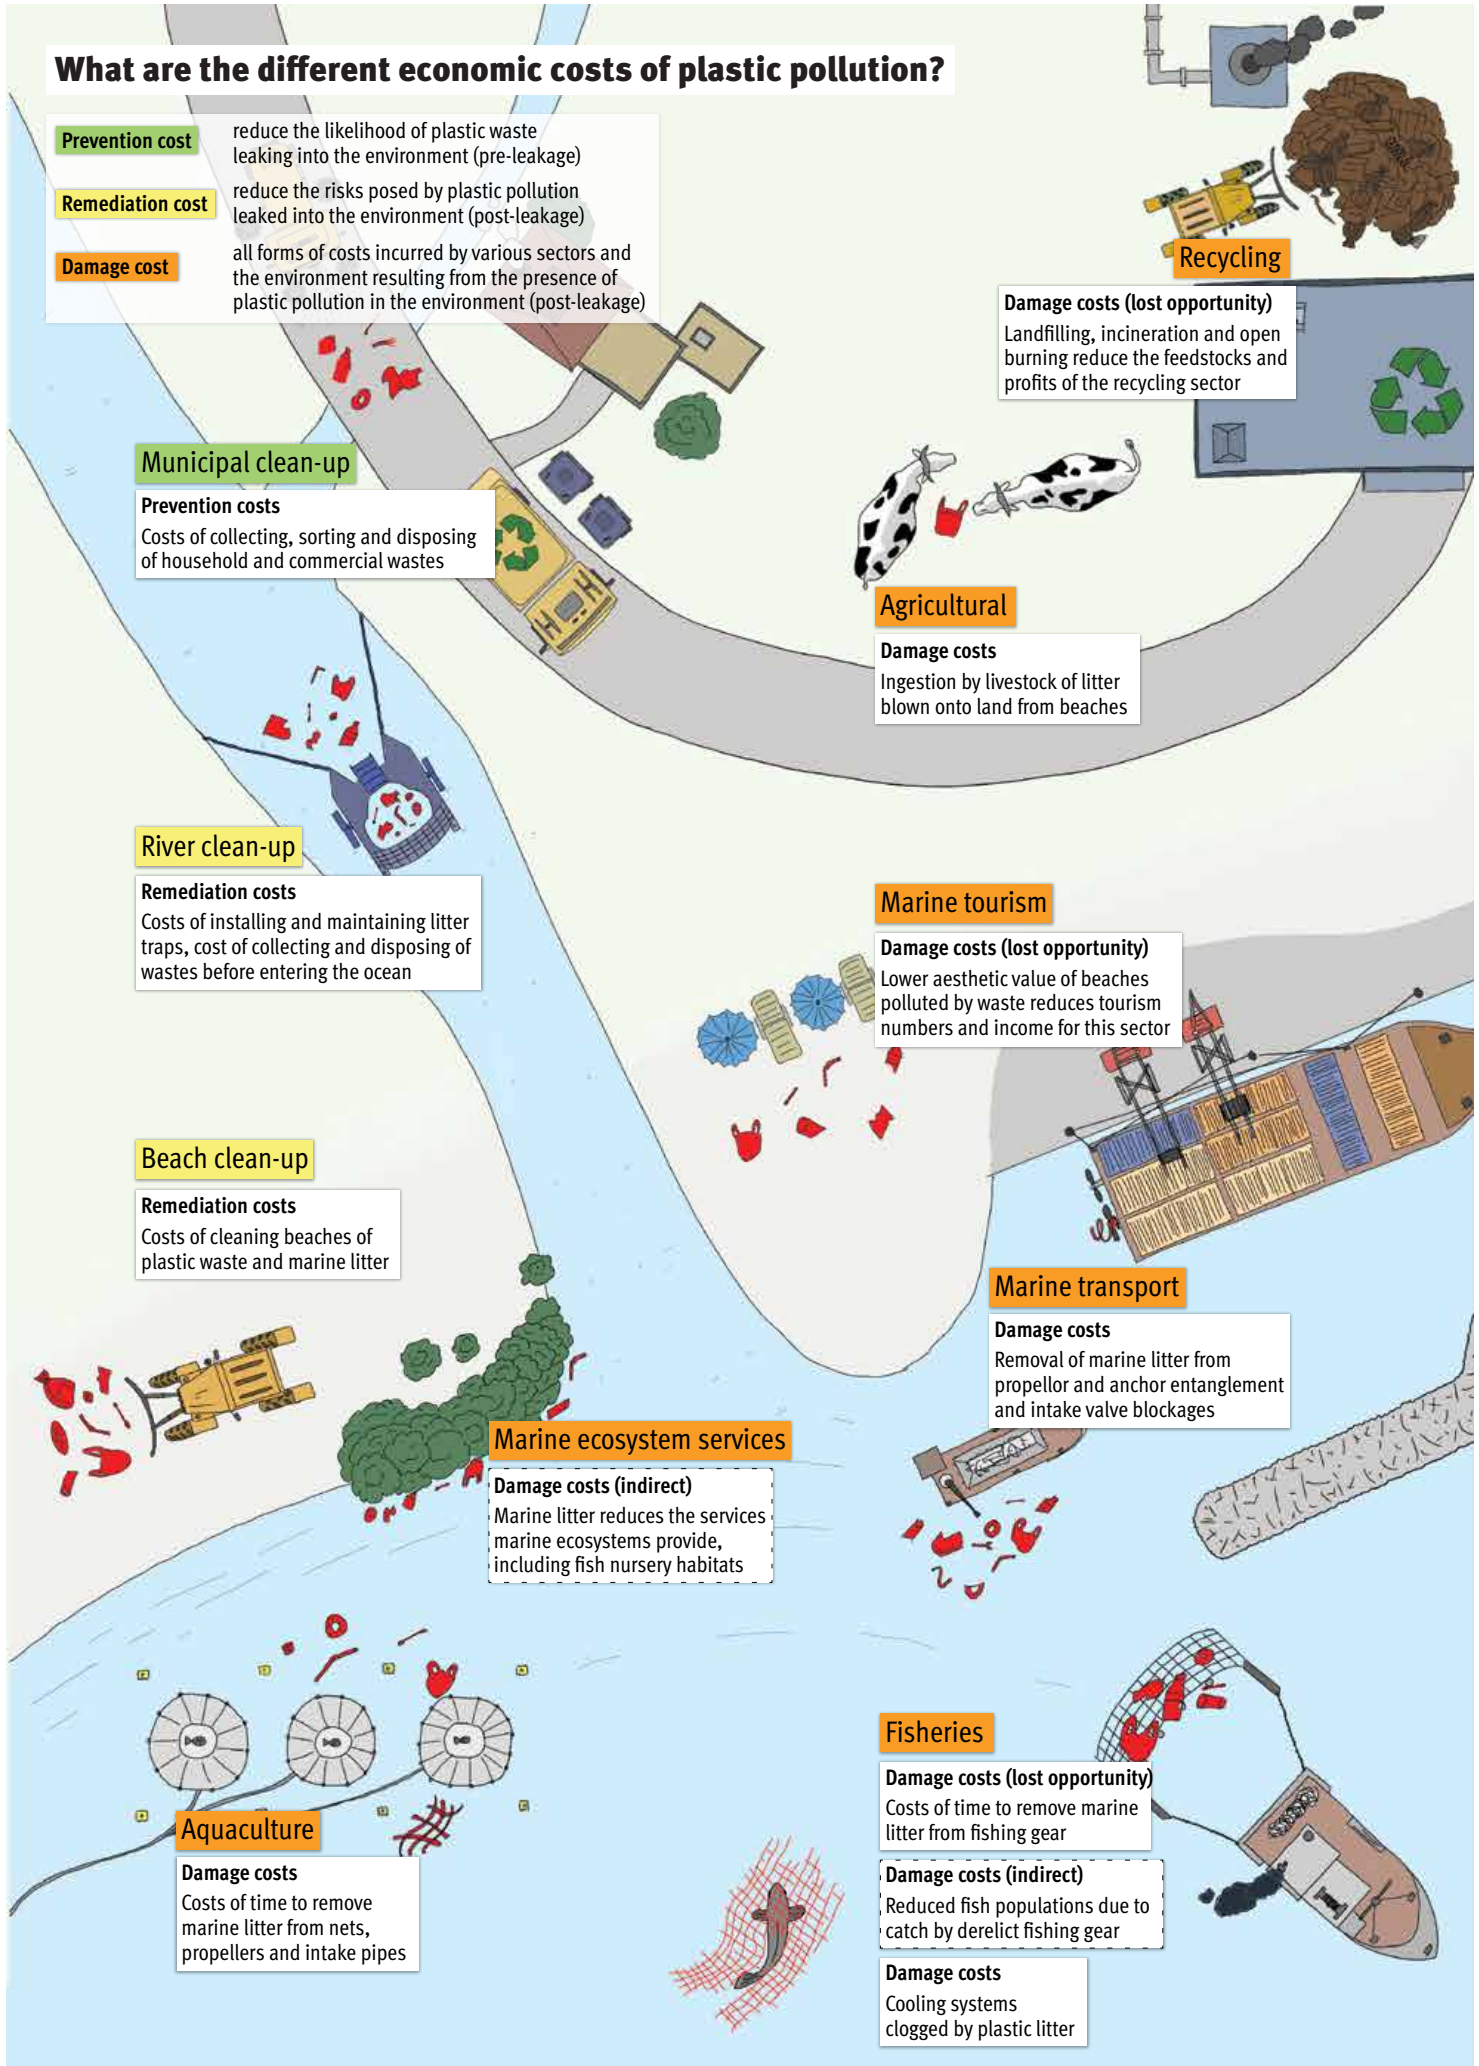 What are the different economic costs of plastic pollution?
Prevention cost
reduce the likelihood of plastic waste
leaking into the environment (pre-leakage)
Remediation cost
reduce the risks posed by plastic pollution
leaked into the environment (post-leakage)
Damage cost
all forms of costs incurred by various sectors and
the environment resulting from the presence of
plastic pollution in the environment (post-leakage)
Recycling
Damage costs (lost opportunity)
Landfilling, incineration and open
burning reduce the feedstocks and
profits of the recycling sector
Municipal clean-up
Prevention costs
Costs of collecting, sorting and disposing
of household and commercial wastes
Agricultural
Damage costs
Ingestion by livestock of litter
blown onto land from beaches
River clean-up
Remediation costs
Costs of installing and maintaining litter
traps, cost of collecting and disposing of
wastes before entering the ocean
Marine tourism
Damage costs (lost opportunity)
Lower aesthetic value of beaches
polluted by waste reduces tourism
numbers and income for this sector
Beach clean-up
Remediation costs
Costs of cleaning beaches of
plastic waste and marine litter
Marine transport
Damage costs
Removal of marine litter from
propellor and anchor entanglement
and intake valve blockages
Marine ecosystem services
Damage costs (indirect)
Marine litter reduces the services
marine ecosystems provide,
including fish nursery habitats
Fisheries
Damage costs (lost opportunity)
Costs of time to remove marine
litter from fishing gear
Damage costs (indirect)
Reduced fish populations due to
catch by derelict fishing gear
Damage costs
Cooling systems
clogged by plastic litter
Aquaculture
Damage costs
Costs of time to remove
marine litter from nets,
propellers and intake pipes